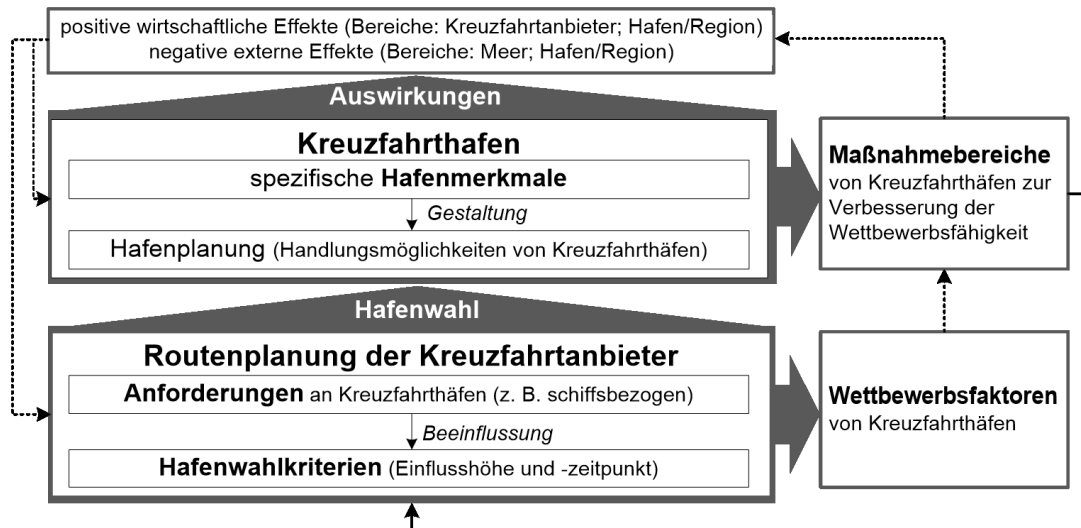 positive wirtschaftliche Effekte (Bereiche: Kreuzfahrtanbieter; Hafen/Region)
negative externe Effekte (Bereiche: Meer; Hafen/Region)
Auswirkungen
Kreuzfahrthafen
spezifische Hafenmerkmale
Gestaltung
Hafenplanung (Handlungsmöglichkeiten von Kreuzfahrthäfen)
Maßnahmebereiche
von Kreuzfahrthäfen zur
Verbesserung der
Wettbewerbsfähigkeit
Hafenwahl
Routenplanung der Kreuzfahrtanbieter
Anforderungen an Kreuzfahrthäfen (z. B. schiffsbezogen)
Beeinflussung
Hafenwahlkriterien (Einflusshöhe und -zeitpunkt)
Wettbewerbsfaktoren
von Kreuzfahrthäfen